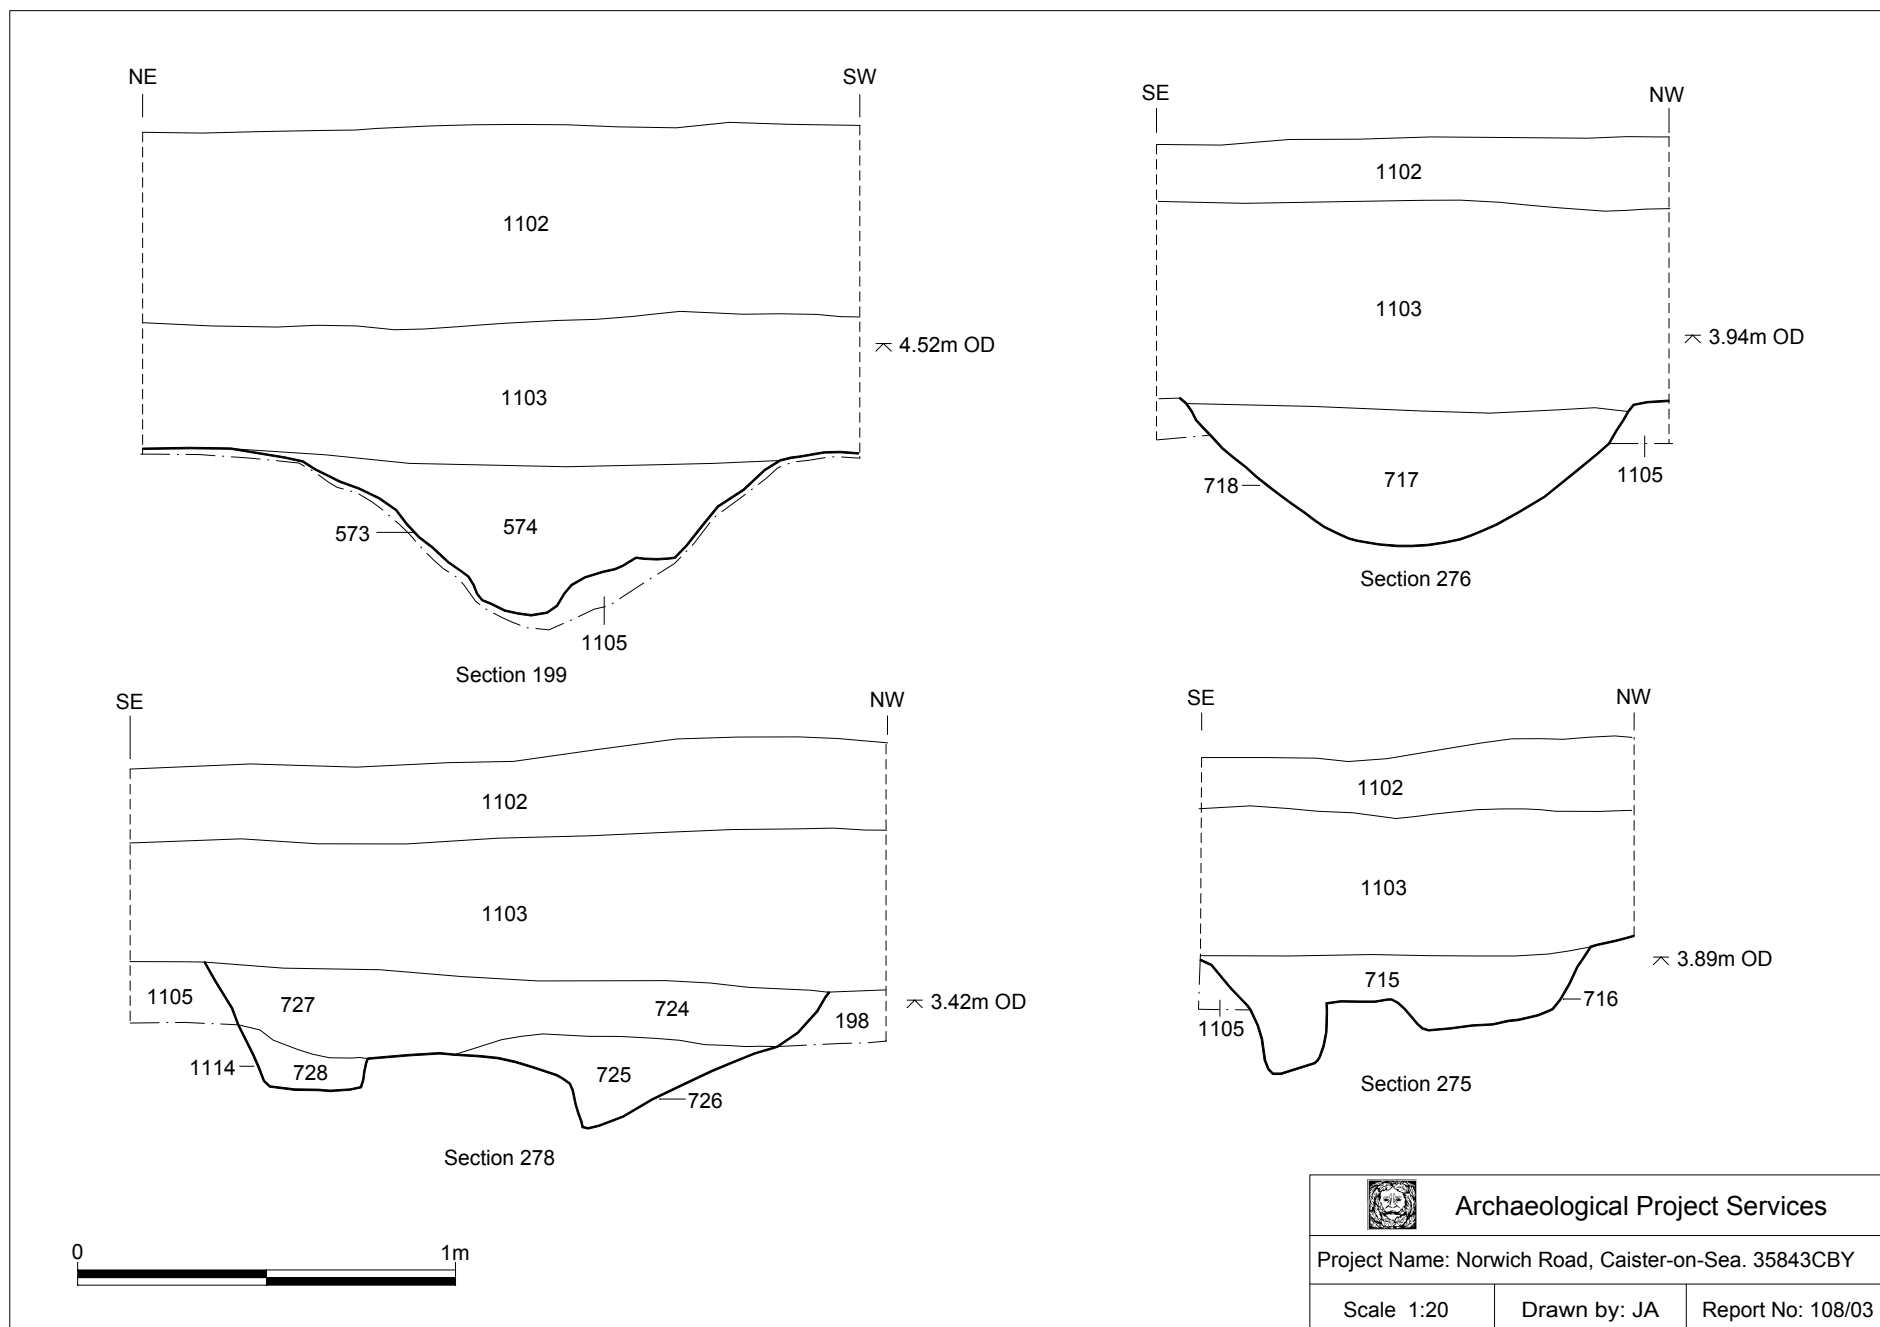 NE
SW
1102
4.52m OD
1103
573
574
1105
Section 199
SE
NW
1102
1103
3.94m OD
718
717
1105
Section 276
SE
NW
1102
1103
1105
727
724
198
3.42m OD
1114
728
725
726
Section 278
SE
NW
1102
1103
3.89m OD
715
716
1105
Section 275
0
1m
Archaeological Project Services
Project Name: Norwich Road, Caister-on-Sea. 35843CBY
Scale 1:20
Drawn by: JA
Report No: 108/03